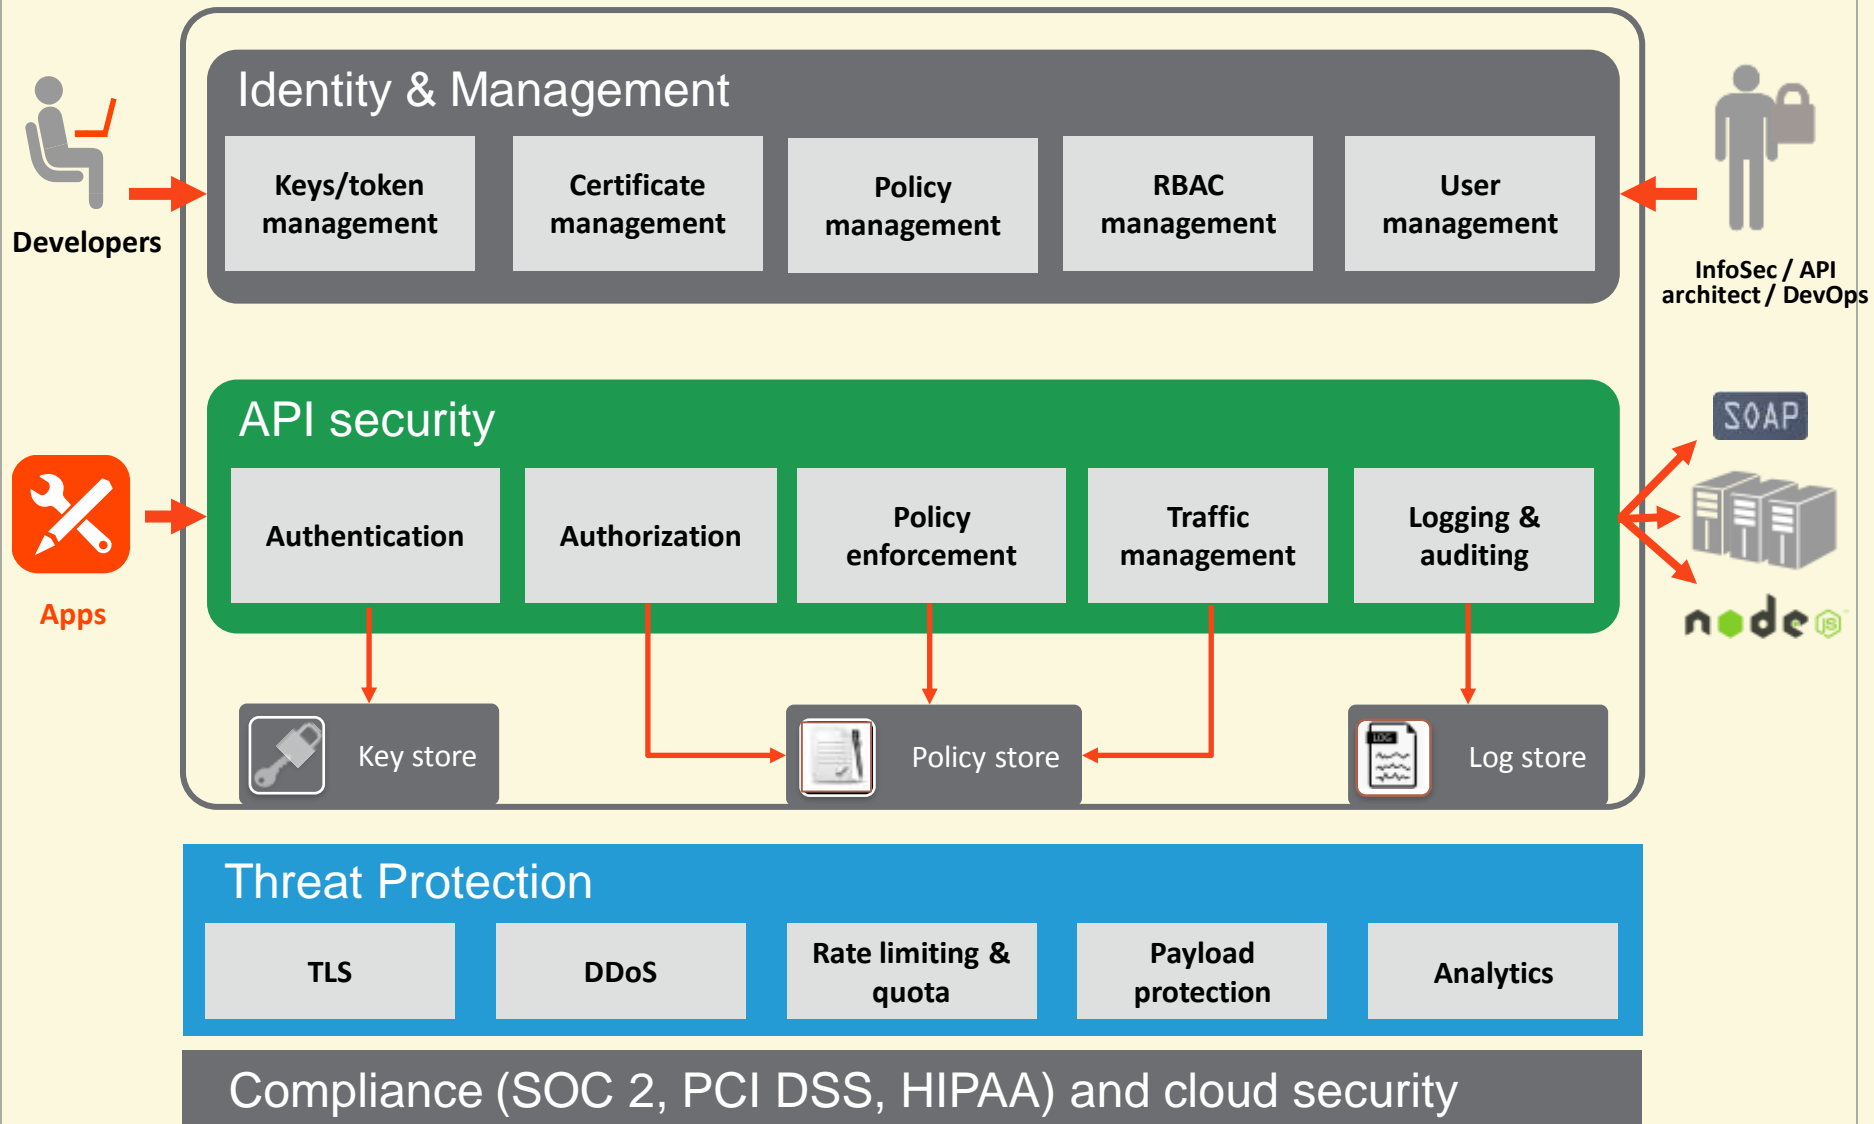 Identity & Management
Keys/token
management
Certificate
management
Policy
management
RBAC
management
User
management
Developers
InfoSec / API
architect / DevOps
API security
Authentication
Authorization
Policy
enforcement
Traffic
management
Logging &
auditing
Apps
SOAP
node
JS
Key store
Policy store
LOG
Log store
Threat Protection
TLS
DDoS
Rate limiting &
quota
Payload
protection
Analytics
Compliance (SOC 2, PCI DSS, HIPAA) and cloud security